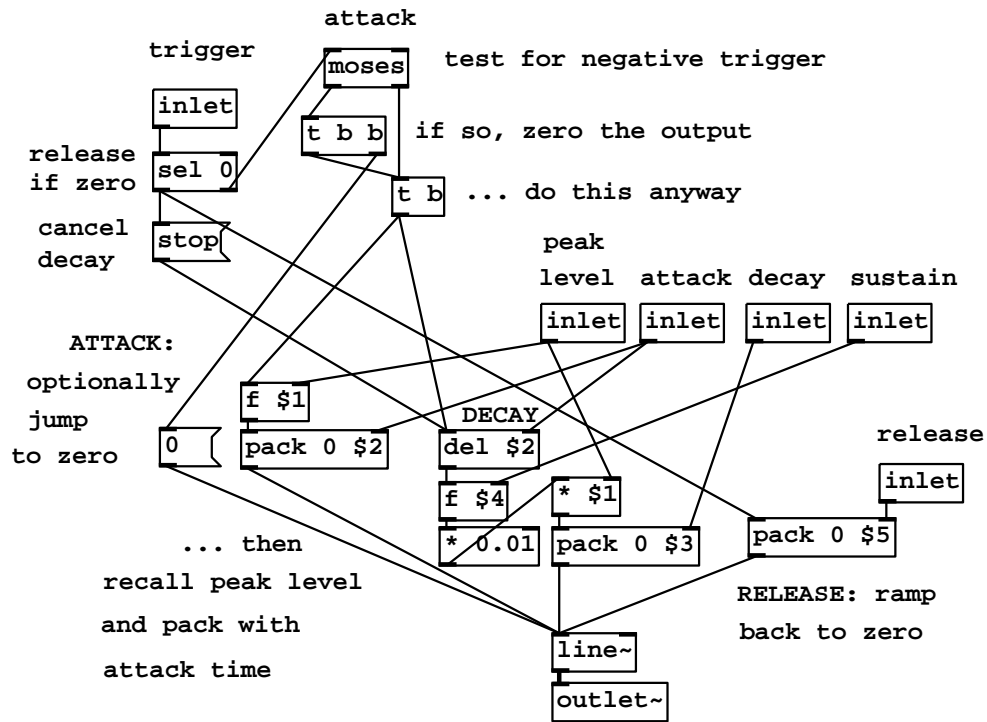 attack
trigger
moses
test for negative trigger
inlet
t b b
if so, zero the output
release
if zero
sel 0
t b
... do this anyway
cancel
decay
stop
peak
level
attack
decay
sustain
inlet
inlet
inlet
inlet
ATTACK:
optionally
jump
to zero
0
f $1
pack 0 $2
DECAY
del $2
f $4
* 0.01
* $1
pack 0 $3
release
inlet
pack 0 $5
... then
recall peak level
and pack with
attack time
RELEASE: ramp
back to zero
line~
outlet~